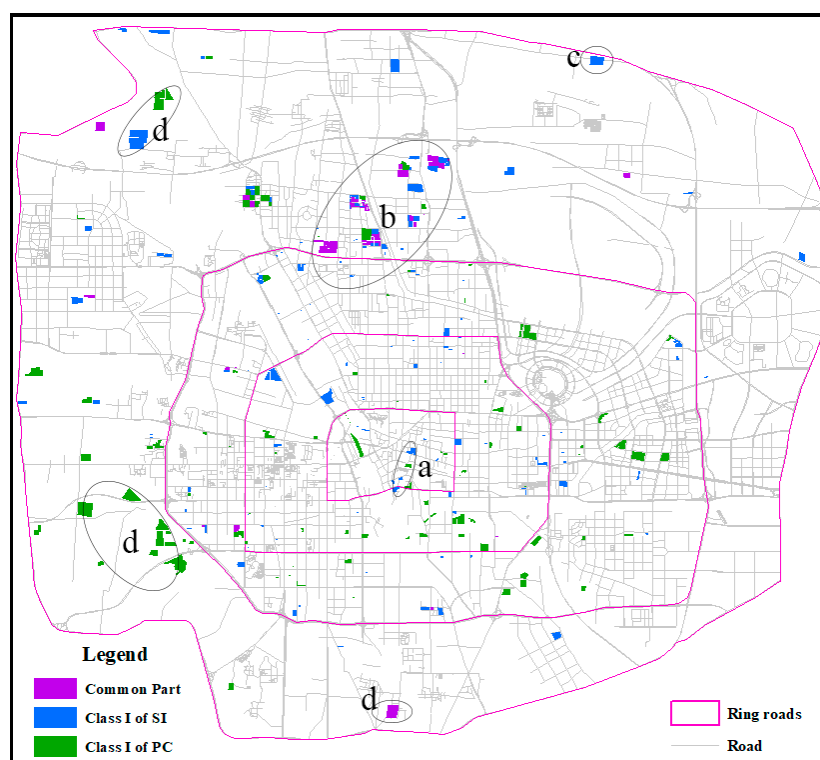 c
d
b
a
d
d
Legend
Common Part
Class I of SI
Class I of PC
Ring roads
Road